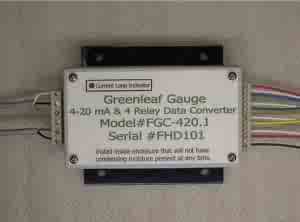 Current Loop Indicator
Greenleaf Gauge
4-20 mA & 4 Relay Data Converter
Model#FGC-420.1
Serial #FHD101
Install inside enclosure that will not have
condensing moisture present at any time.